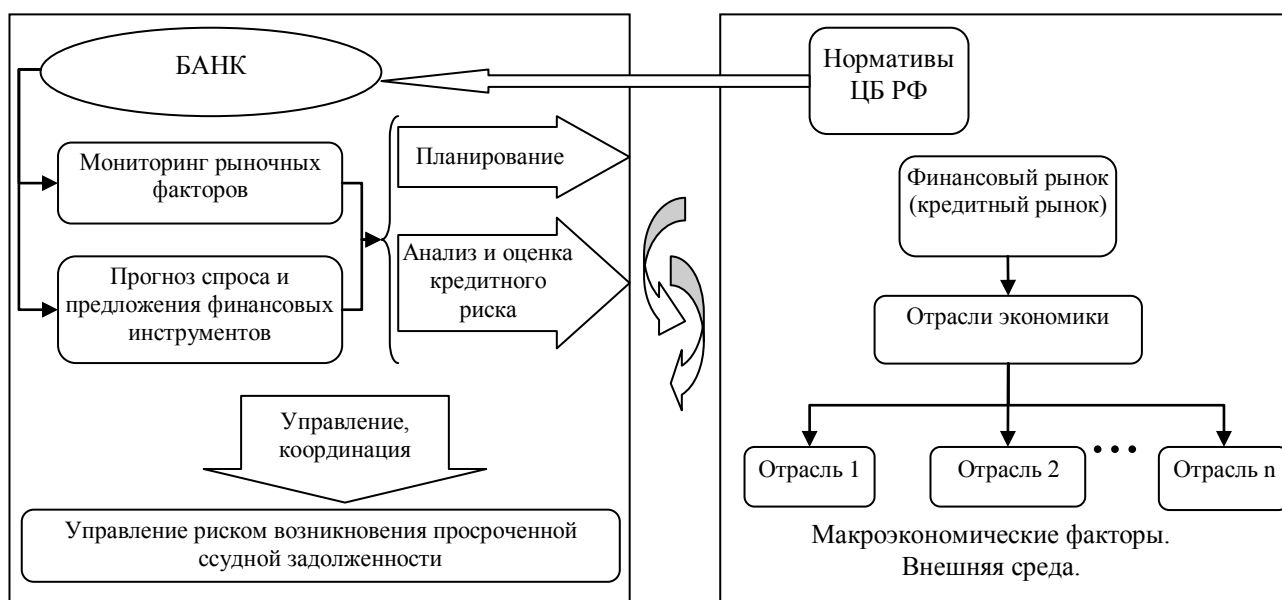 БАНК
Мониторинг рыночных
факторов
Прогноз спроса и
предложения финансовых
инструментов
Планирование
Анализ и оценка
кредитного
риска
Управление,
координация
Управление риском возникновения просроченной
ссудной задолженности
Нормативы
ЦБ РФ
Финансовый рынок
(кредитный рынок)
Отрасли экономики
Отрасль 1
Отрасль 2
...
Отрасль n
Макроэкономические факторы.
Внешняя среда.